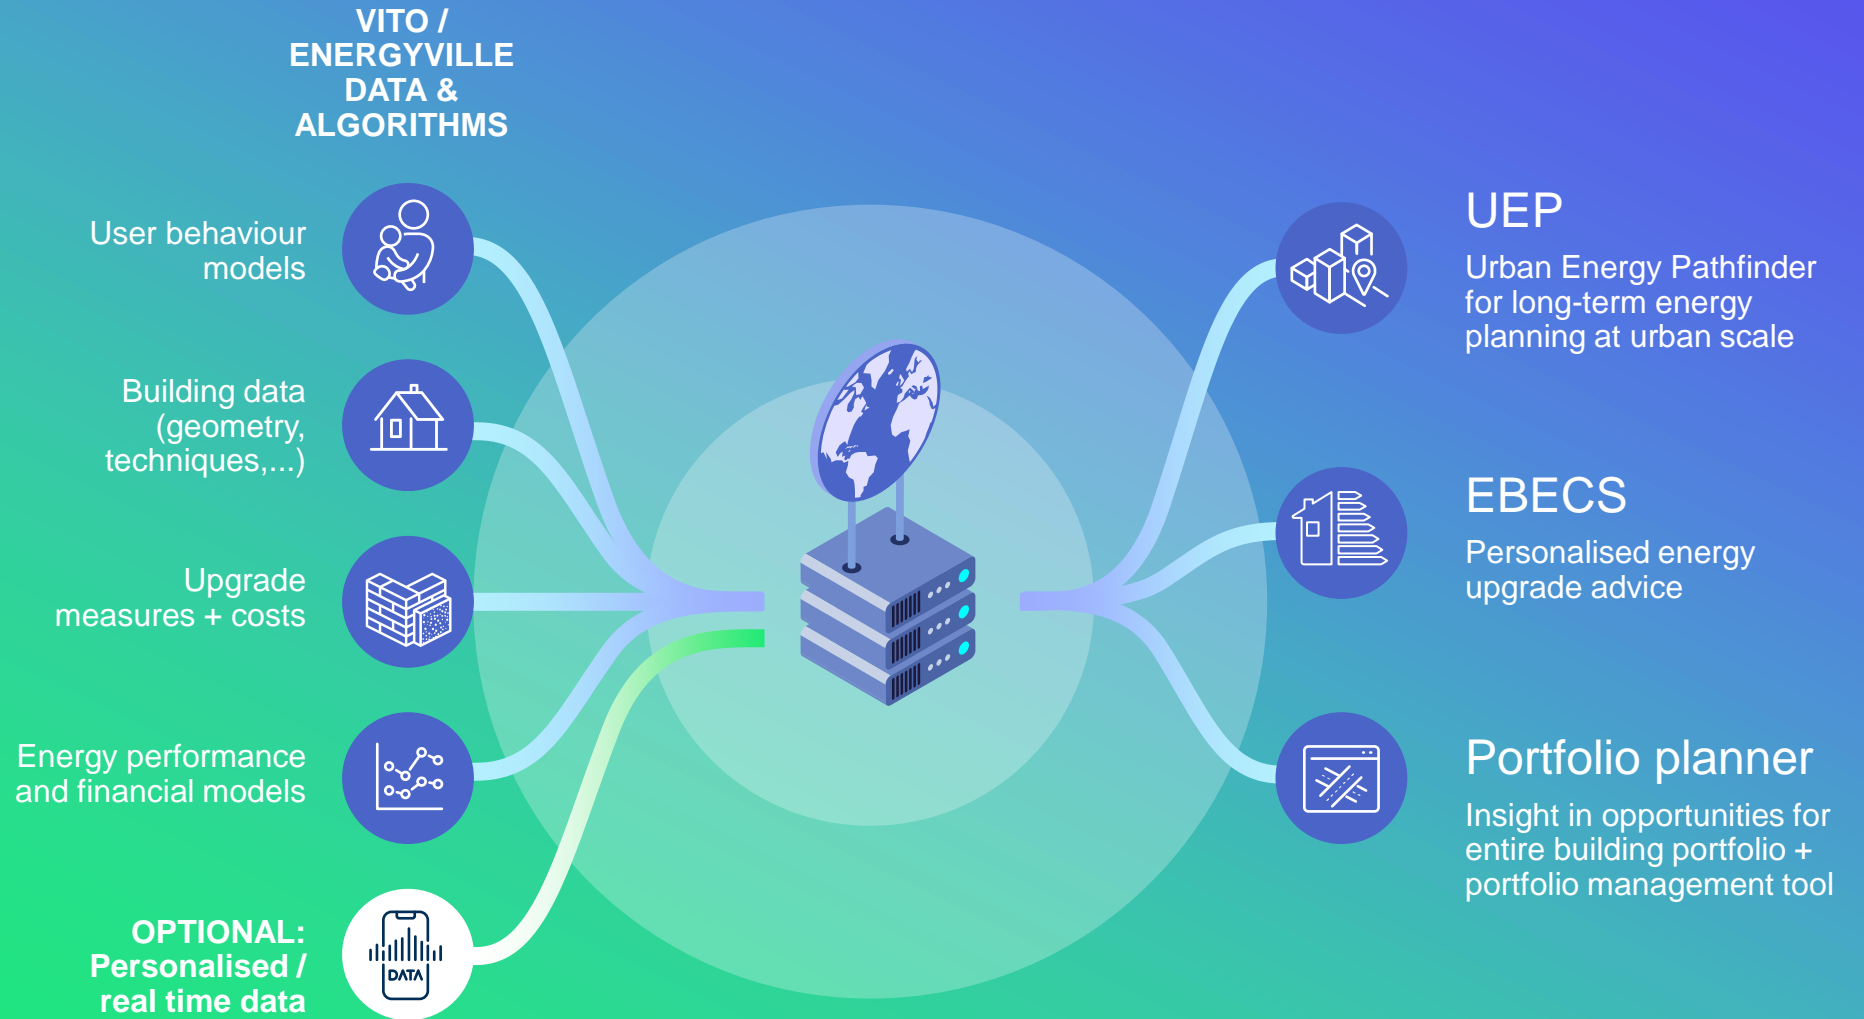 VITO /
ENERGYVILLE
DATA &
ALGORITHMS
User behaviour
models
Building data
(geometry,
techniques,...)
Upgrade
measures + costs
Energy performance
and financial models
OPTIONAL:
Personalised /
real time data
DATA
UEP
Urban Energy Pathfinder
for long-term energy
planning at urban scale
EBECS
Personalised energy
upgrade advice
Portfolio planner
Insight in opportunities for
entire building portfolio +
portfolio management tool